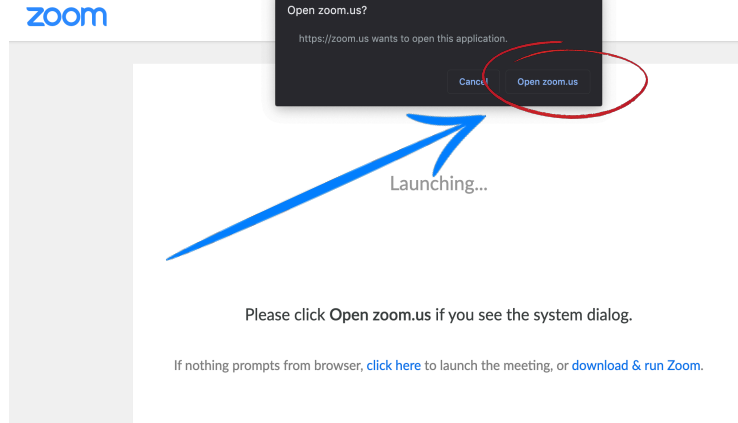 zoom
Open zoom.us?
https://zoom.us wants to open this application.
Cancel
Open zoom.us
Launching...
Please click Open zoom.us if you see the system dialog.
If nothing prompts from browser, click here to launch the meeting, or download & run Zoom.